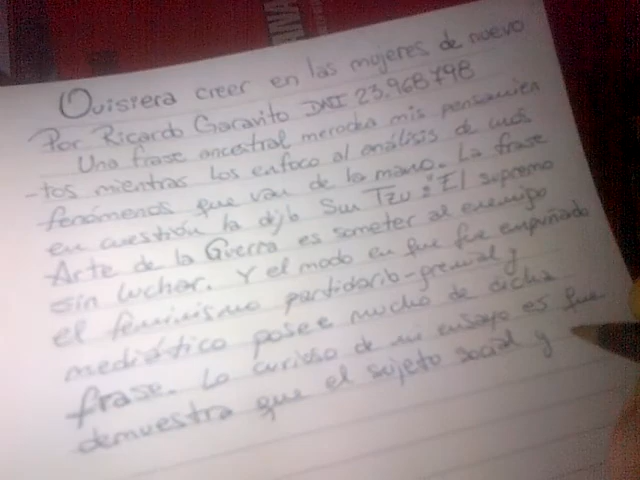 Quisiera creer en las mujeres de nuevo
Por Ricardo Garavito DNI 23.968798
Una frase ancestral merodea mis pensamien
-tos mientras los enfoco al análisis de unos
fenómenos que van de la mano. La frase
en cuestión la dijo Sun Tzu: "El supremo
Arte de la Guerra es someter al enemigo
sin luchar. Y el modo en que fue empuñado
el feminismo partidario-gremial y
mediático posee mucho de dicha
frase. Lo curioso de mi ensayo es que
demuestra que el sujeto social y